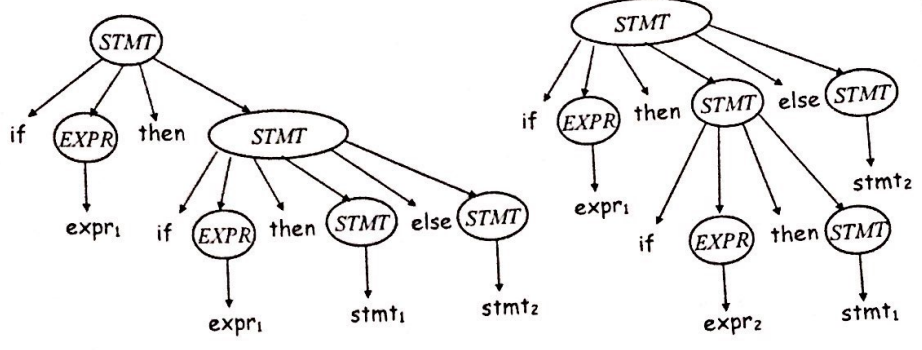 STMT
if EXPR then STMT
expr₁ if EXPR then STMT else STMT
expr₁ stmt₁ stmt₂
STMT
if EXPR then STMT else STMT
expr₁ if EXPR then STMT stmt₂
expr₂ stmt₁